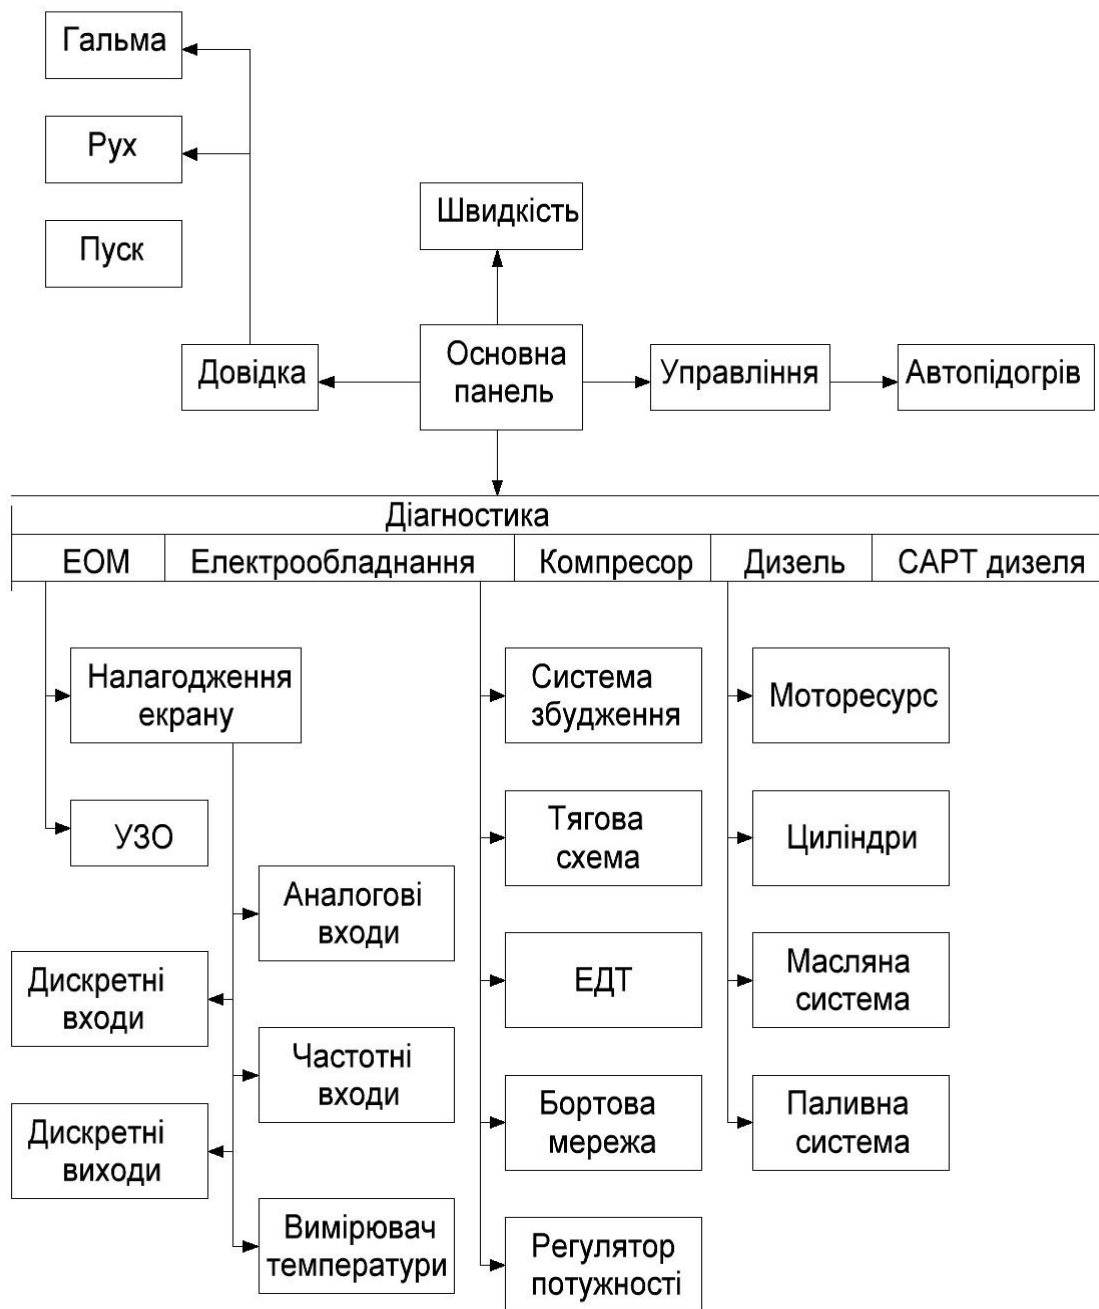 Гальма
Рух
Пуск
Швидкість
Довідка
Основна
панель
Управління
Автопідогрів
Діагностика
ЕОМ
Електрообладнання
Компресор
Дизель
САРТ дизеля
Налагодження
екрану
УЗО
Аналогові
входи
Дискретні
входи
Частотні
входи
Дискретні
виходи
Вимірювач
температури
Система
збудження
Тягова
схема
ЕДТ
Бортова
мережа
Регулятор
потужності
Моторесурс
Циліндри
Масляна
система
Паливна
система